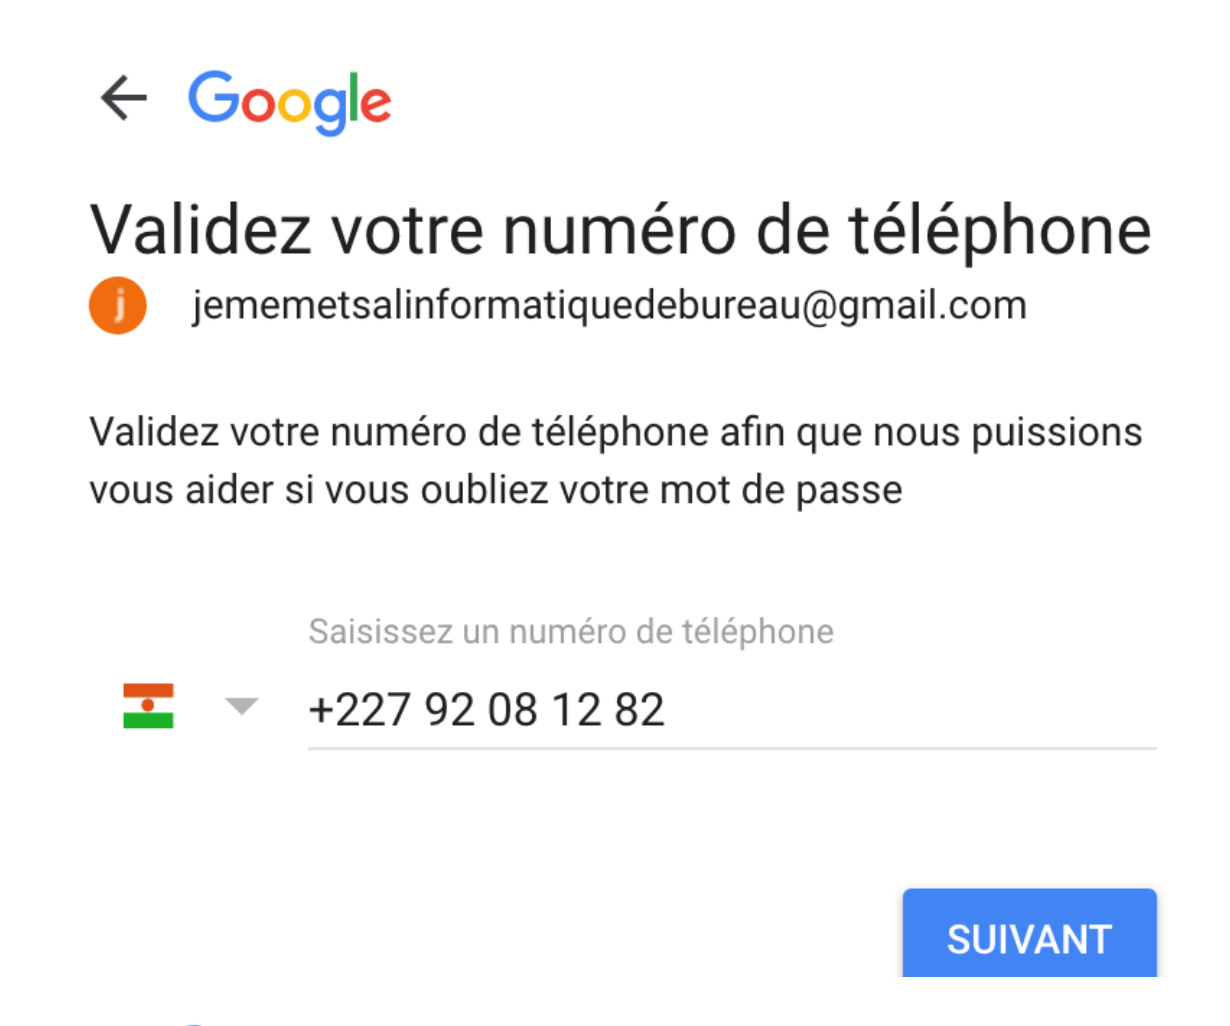 Google
Validez votre numéro de téléphone
j
jememetsalinformatiquedebureau@gmail.com
Validez votre numéro de téléphone afin que nous puissions
vous aider si vous oubliez votre mot de passe
Saisissez un numéro de téléphone
+227 92 08 12 82
SUIVANT